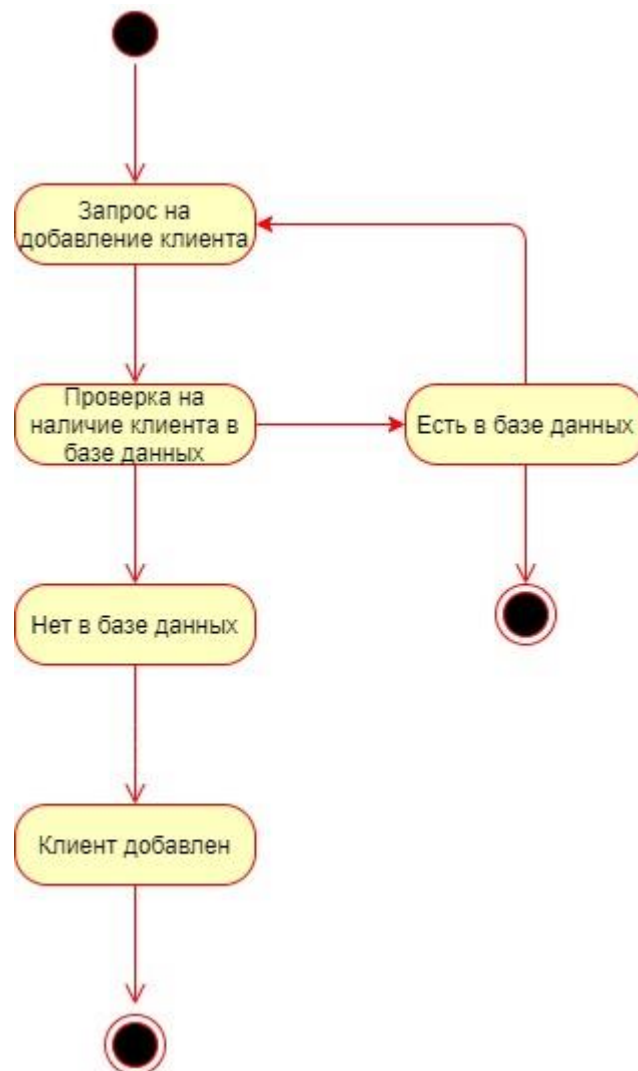 Запрос на
добавление клиента
Проверка на
наличие клиента в
базе данных
Есть в базе данных
Нет в базе данных
Клиент добавлен